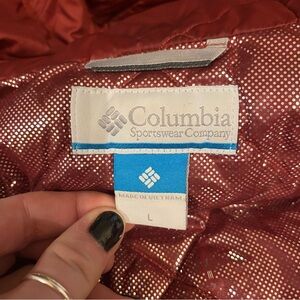 Columbia
Sportswear Company
MADE IN VIETNAM
L